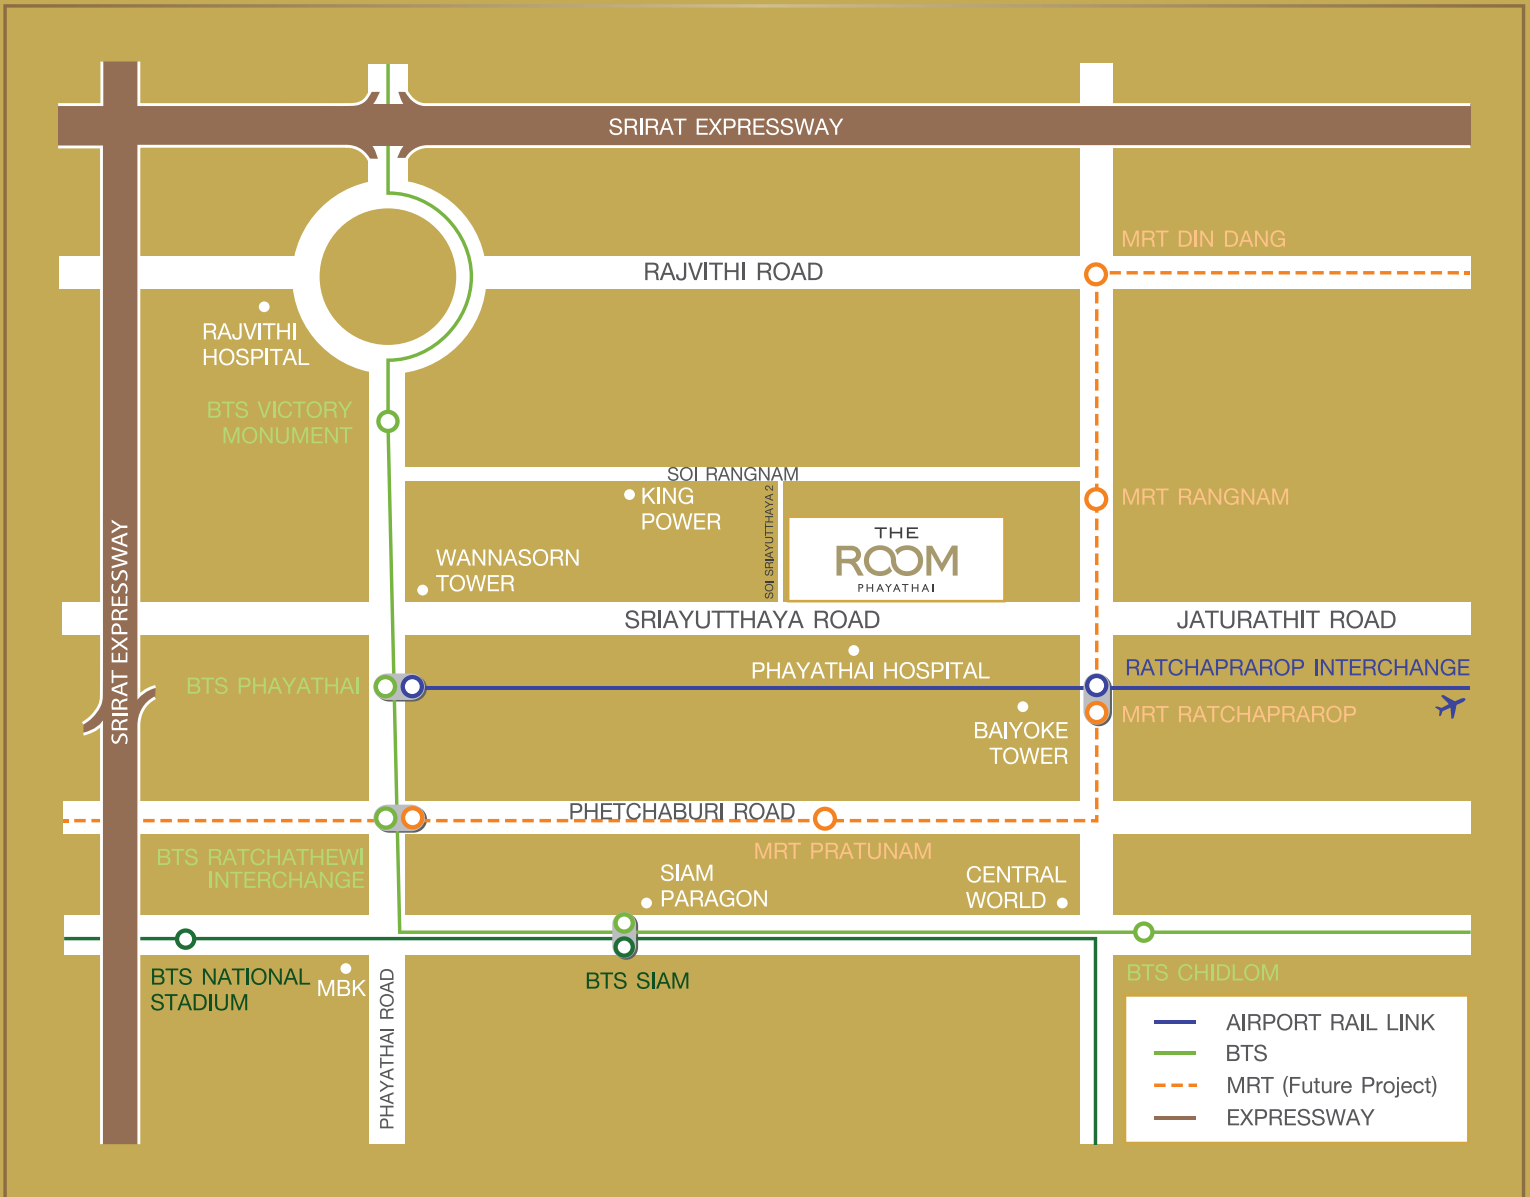 SRIRAT EXPRESSWAY
MRT DIN DANG
RAJVITHI ROAD
RAJVITHI
HOSPITAL
BTS VICTORY
MONUMENT
SOI RANGNAM
KING
POWER
SOI SRIAYUTTHAYA 2
MRT RANGNAM
THE
ROOM
PHAYATHAI
WANNASORN
TOWER
SRIRAT EXPRESSWAY
SRIAYUTTHAYA ROAD
JATURATHIT ROAD
PHAYATHAI HOSPITAL
RATCHAPRAROP INTERCHANGE
BTS PHAYATHAI
MRT RATCHAPRAROP
BAIYOKE
TOWER
PHETCHABURI ROAD
MRT PRATUNAM
BTS RATCHATHEWI
INTERCHANGE
SIAM
PARAGON
CENTRAL
WORLD
BTS NATIONAL
STADIUM
MBK
PHAYATHAI ROAD
BTS SIAM
BTS CHIDLOM
AIRPORT RAIL LINK
BTS
MRT (Future Project)
EXPRESSWAY